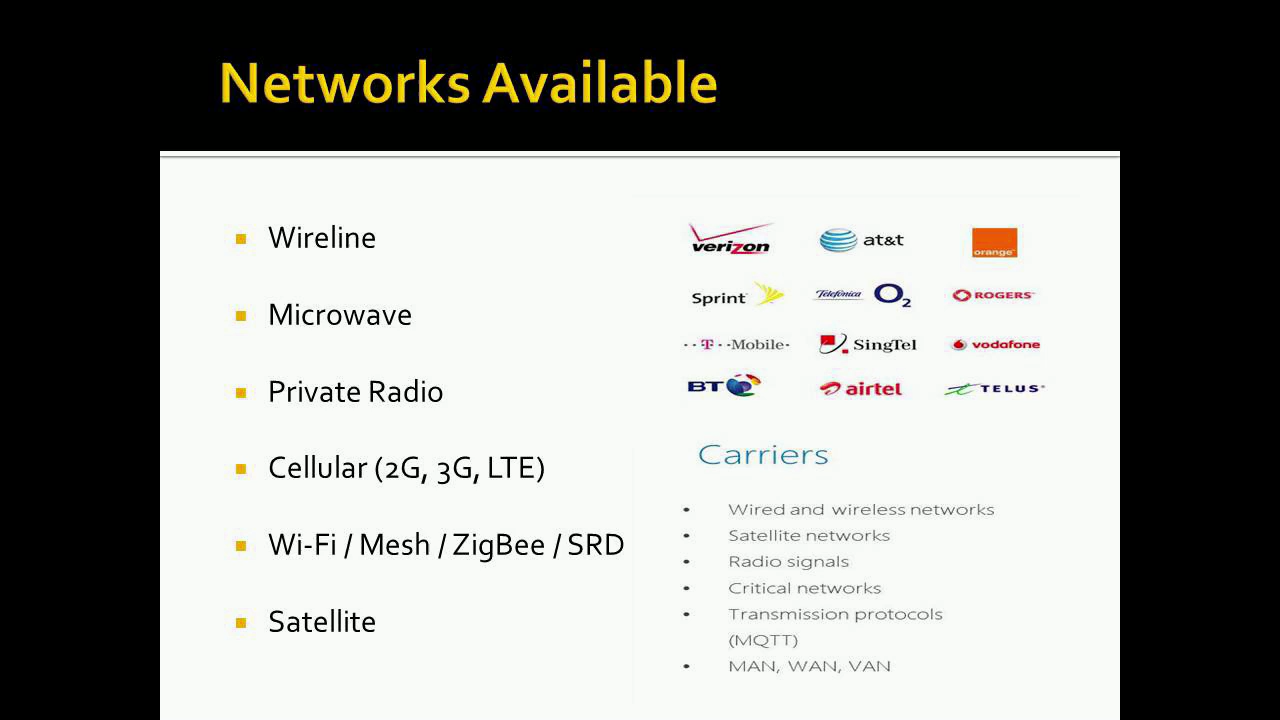 Networks Available
Wireline
Microwave
Private Radio
Cellular (2G, 3G, LTE)
Wi-Fi / Mesh / ZigBee / SRD
Satellite
verizon at&t orange
Sprint Telefónica O2 ROGERS
T Mobile SingTel vodafone
BT airtel TELUS
Carriers
Wired and wireless networks
Satellite networks
Radio signals
Critical networks
Transmission protocols
(MQTT)
MAN, WAN, VAN